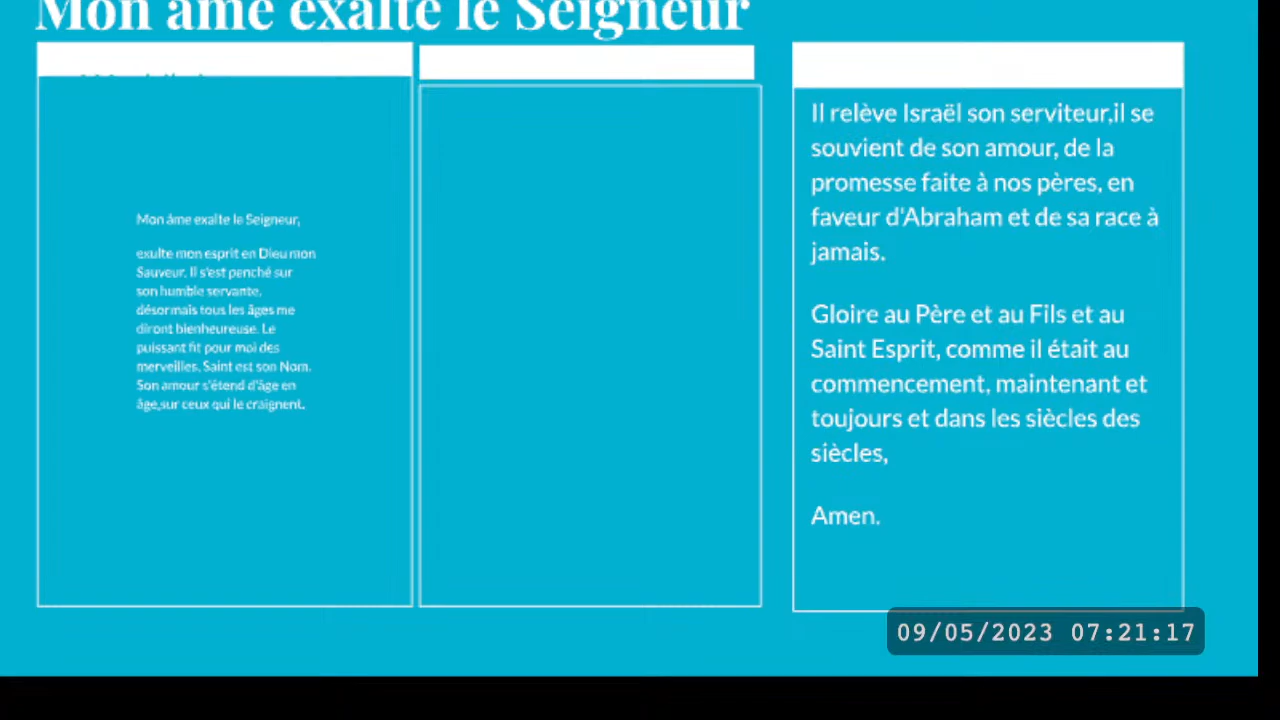 Mon âme exalte le Seigneur
Mon âme exalte le Seigneur,
exulte mon esprit en Dieu mon
Sauveur. Il s'est penché sur
son humble servante,
désormais tous les âges me
diront bienheureuse. Le
puissant fit pour moi des
merveilles, Saint est son Nom.
Son amour s'étend d'âge en
âge,sur ceux qui le craignent.
Il relève Israël son serviteur,il se
souvient de son amour, de la
promesse faite à nos pères, en
faveur d'Abraham et de sa race à
jamais.
Gloire au Père et au Fils et au
Saint Esprit, comme il était au
commencement, maintenant et
toujours et dans les siècles des
siècles,
Amen.
09/05/2023 07:21:17